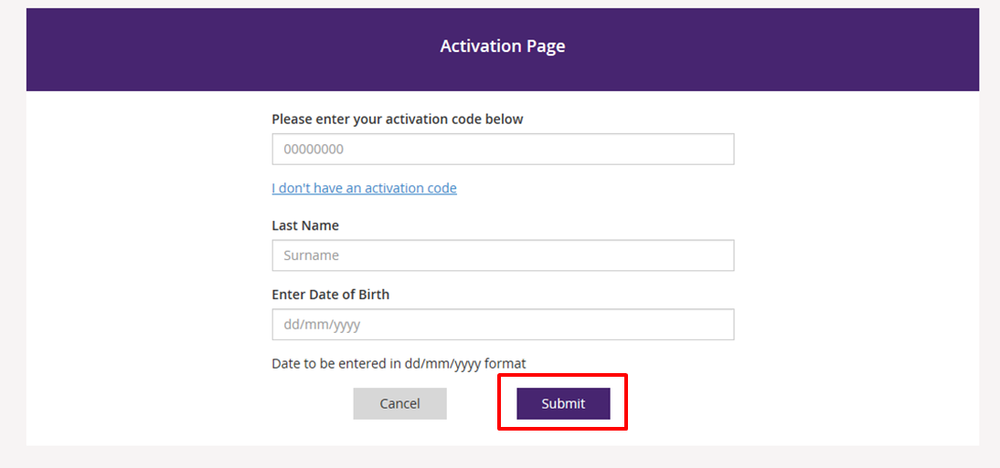 Activation Page
Please enter your activation code below
00000000
I don't have an activation code
Last Name
Surname
Enter Date of Birth
dd/mm/yyyy
Date to be entered in dd/mm/yyyy format
Cancel
Submit